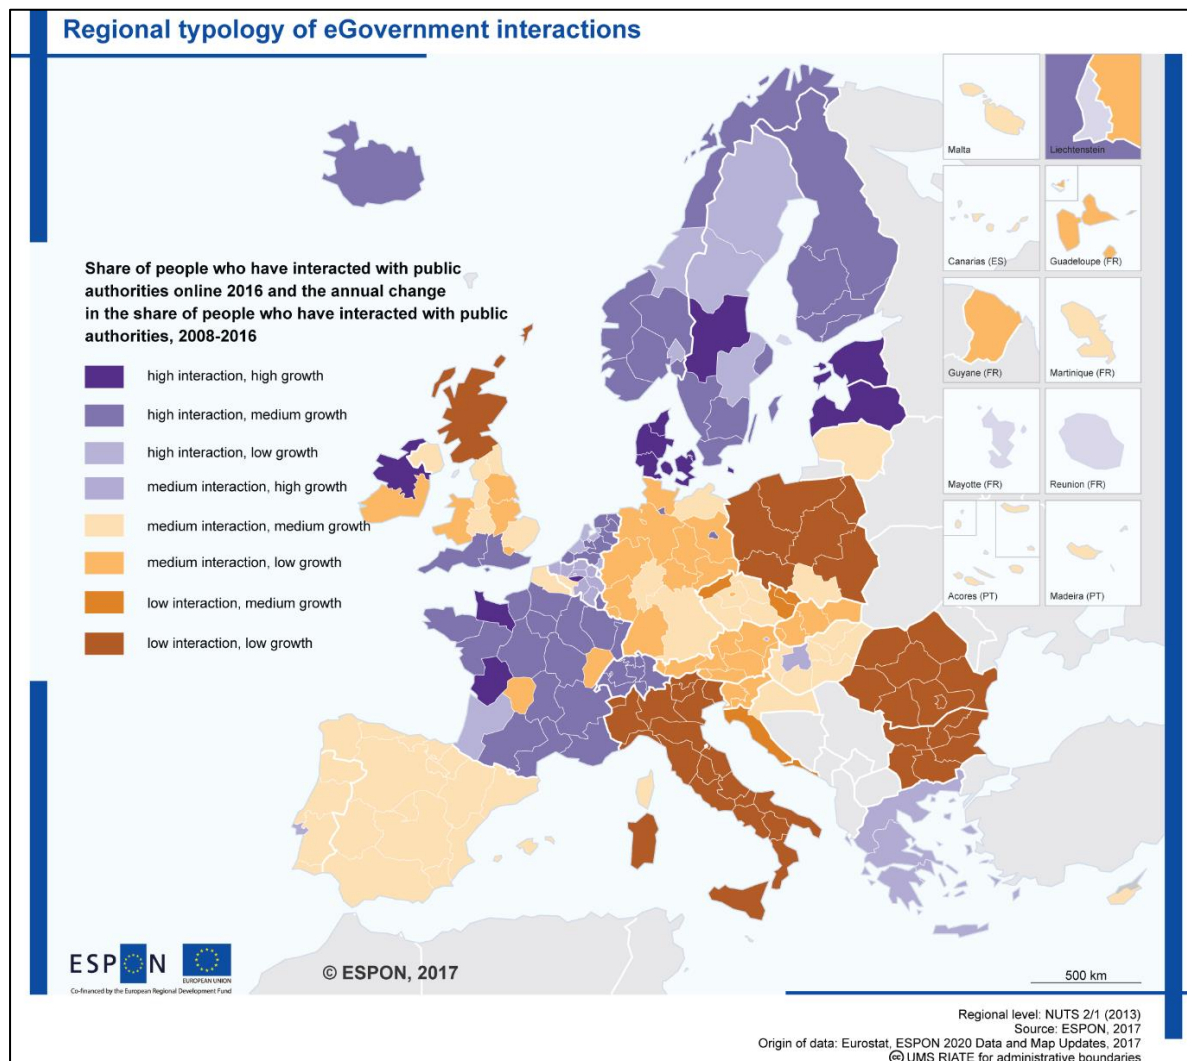 Regional typology of eGovernment interactions
Malta
Liechtenstein
Canarias (ES)
Guadeloupe (FR)
Guyane (FR)
Martinique (FR)
Mayotte (FR)
Reunion (FR)
Acores (PT)
Madeira (PT)
Share of people who have interacted with public
authorities online 2016 and the annual change
in the share of people who have interacted with public
authorities, 2008-2016
high interaction, high growth
high interaction, medium growth
high interaction, low growth
medium interaction, high growth
medium interaction, medium growth
medium interaction, low growth
low interaction, medium growth
low interaction, low growth
ESPON
EUROPEAN UNION
Co-financed by the European Regional Development Fund
© ESPON, 2017
500 km
Regional level: NUTS 2/1 (2013)
Source: ESPON, 2017
Origin of data: Eurostat, ESPON 2020 Data and Map Updates, 2017
cc UMS RIATE for administrative boundaries